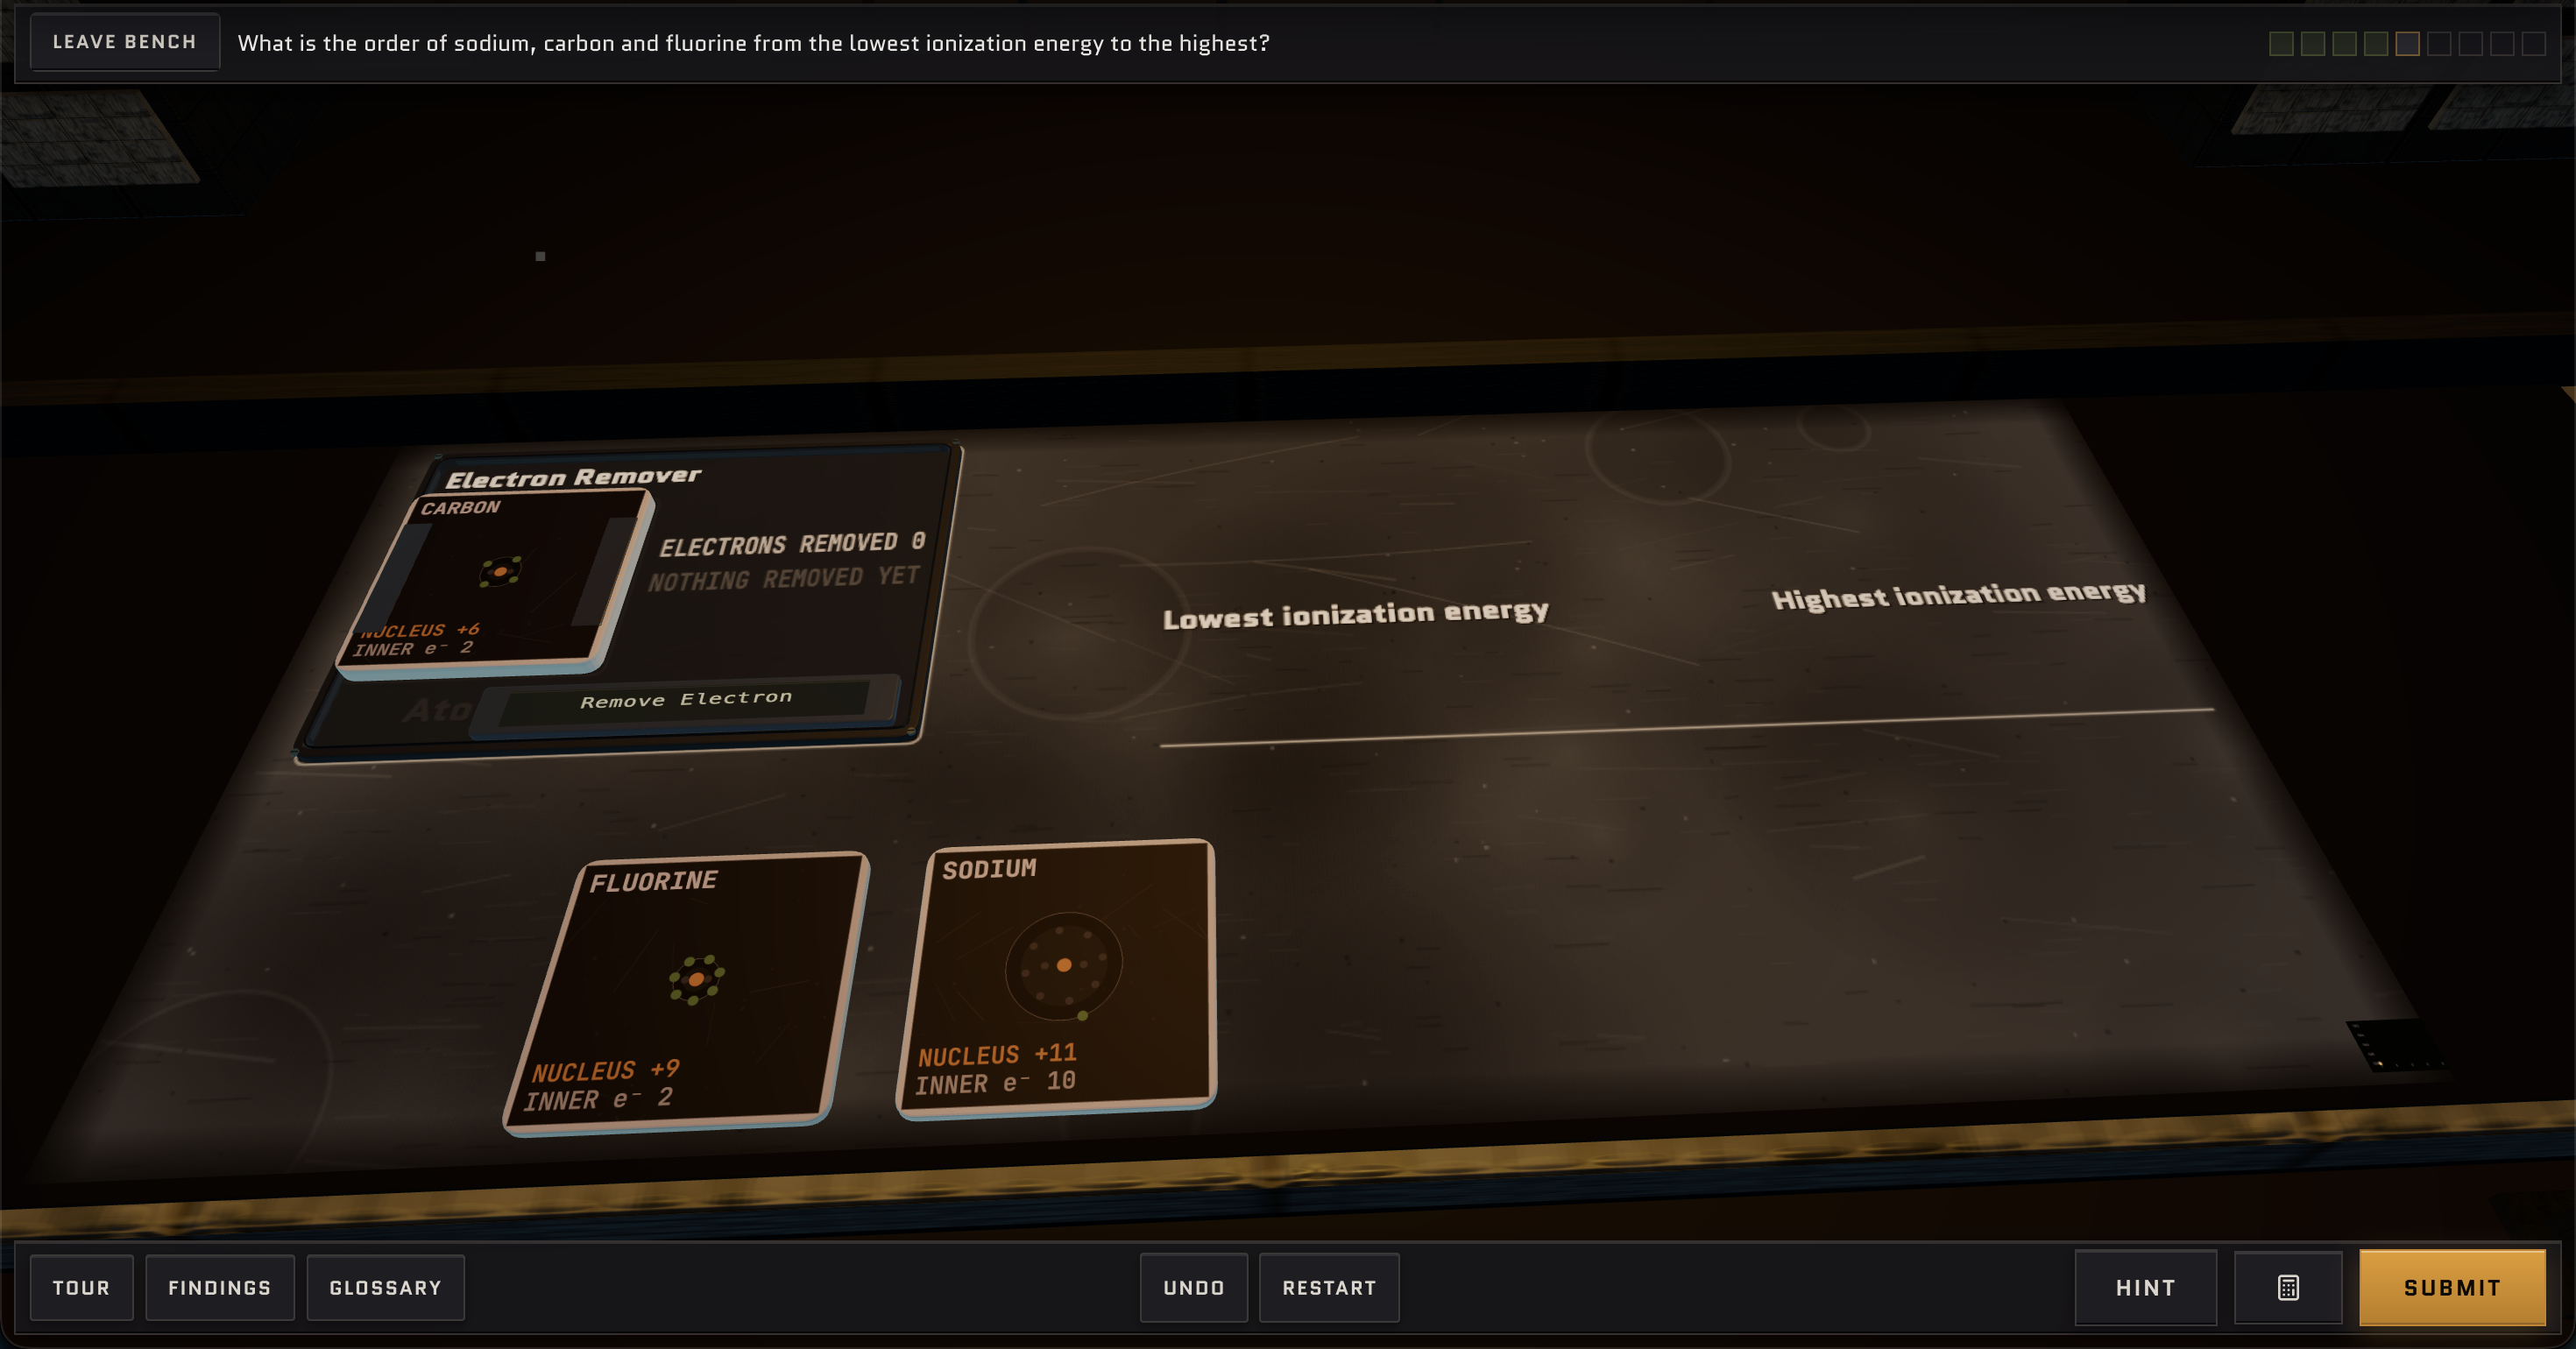 LEAVE BENCH
What is the order of sodium, carbon and fluorine from the lowest ionization energy to the highest?
Electron Remover
CARBON
NUCLEUS +6
INNER e⁻ 2
ELECTRONS REMOVED 0
NOTHING REMOVED YET
Remove Electron
Lowest ionization energy
Highest ionization energy
FLUORINE
NUCLEUS +9
INNER e⁻ 2
SODIUM
NUCLEUS +11
INNER e⁻ 10
TOUR
FINDINGS
GLOSSARY
UNDO
RESTART
HINT
SUBMIT